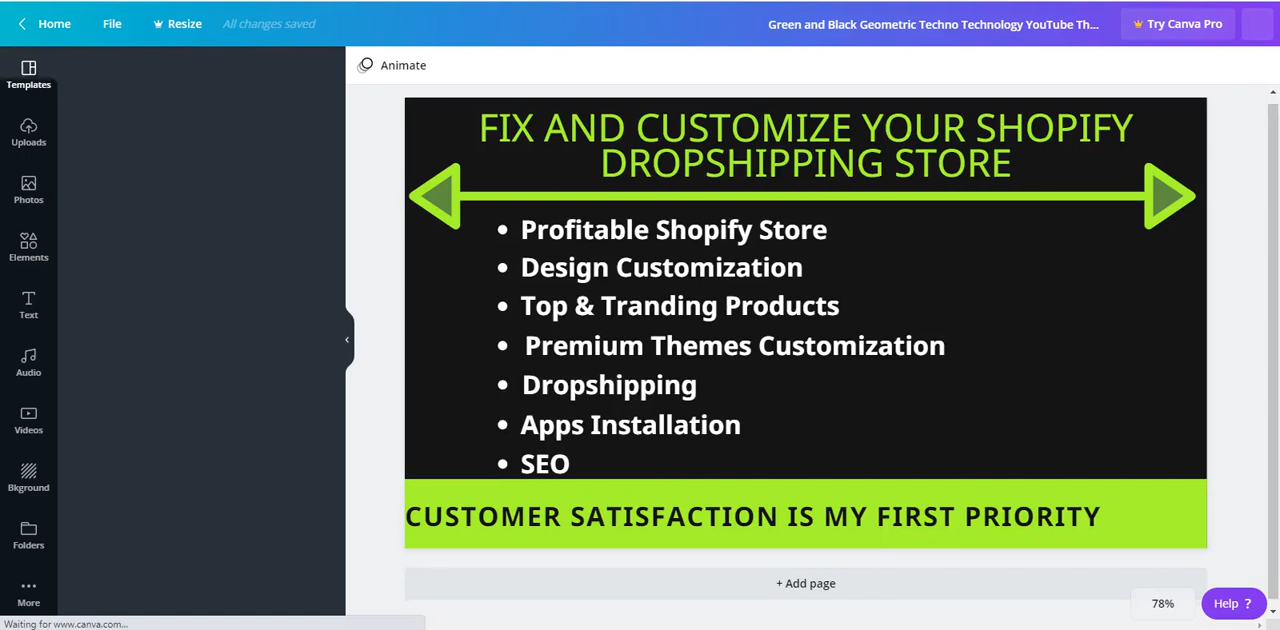 Home File Resize All changes saved Green and Black Geometric Techno Technology YouTube Th... Try Canva Pro
Animate
Templates
Uploads
Photos
Elements
Text
Audio
Videos
Bkground
Folders
More
FIX AND CUSTOMIZE YOUR SHOPIFY
DROPSHIPPING STORE
• Profitable Shopify Store
• Design Customization
• Top & Tranding Products
• Premium Themes Customization
• Dropshipping
• Apps Installation
• SEO
CUSTOMER SATISFACTION IS MY FIRST PRIORITY
+ Add page
78% Help ?
Waiting for www.canva.com...